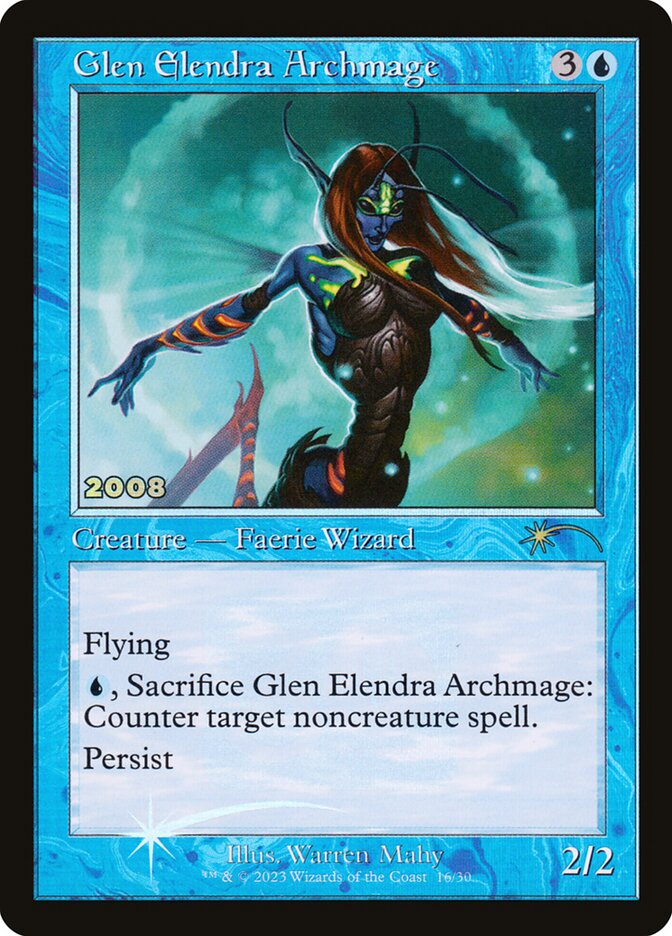 Glen Elendra Archmage 3
2008
Creature — Faerie Wizard
Flying
, Sacrifice Glen Elendra Archmage:
Counter target noncreature spell.
Persist
Illus. Warren Mahy
™ & © 2023 Wizards of the Coast 16/30
2/2